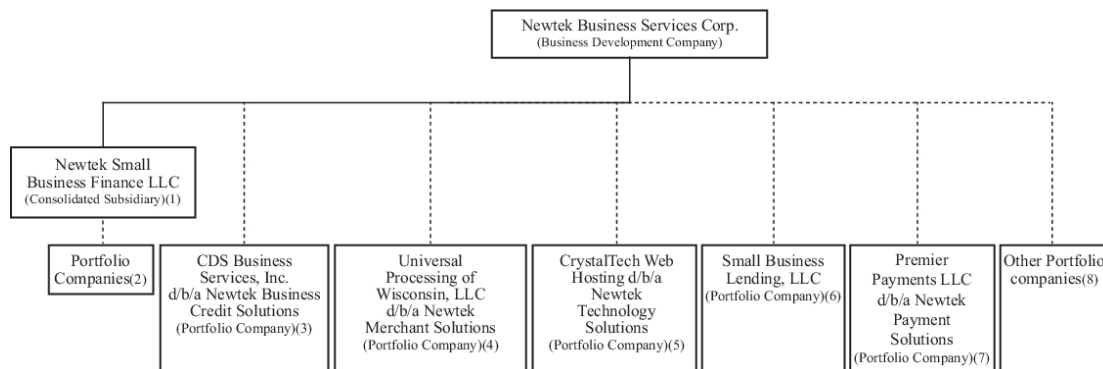 Newtek Business Services Corp.
(Business Development Company)
Newtek Small
Business Finance LLC
(Consolidated Subsidiary)(1)
Portfolio
Companies(2)
CDS Business
Services, Inc.
d/b/a Newtek Business
Credit Solutions
(Portfolio Company)(3)
Universal
Processing of
Wisconsin, LLC
d/b/a Newtek
Merchant Solutions
(Portfolio Company)(4)
CrystalTech Web
Hosting d/b/a
Newtek
Technology
Solutions
(Portfolio Company)(5)
Small Business
Lending, LLC
(Portfolio Company)(6)
Premier
Payments LLC
d/b/a Newtek
Payment
Solutions
(Portfolio Company)(7)
Other Portfolio
companies(8)